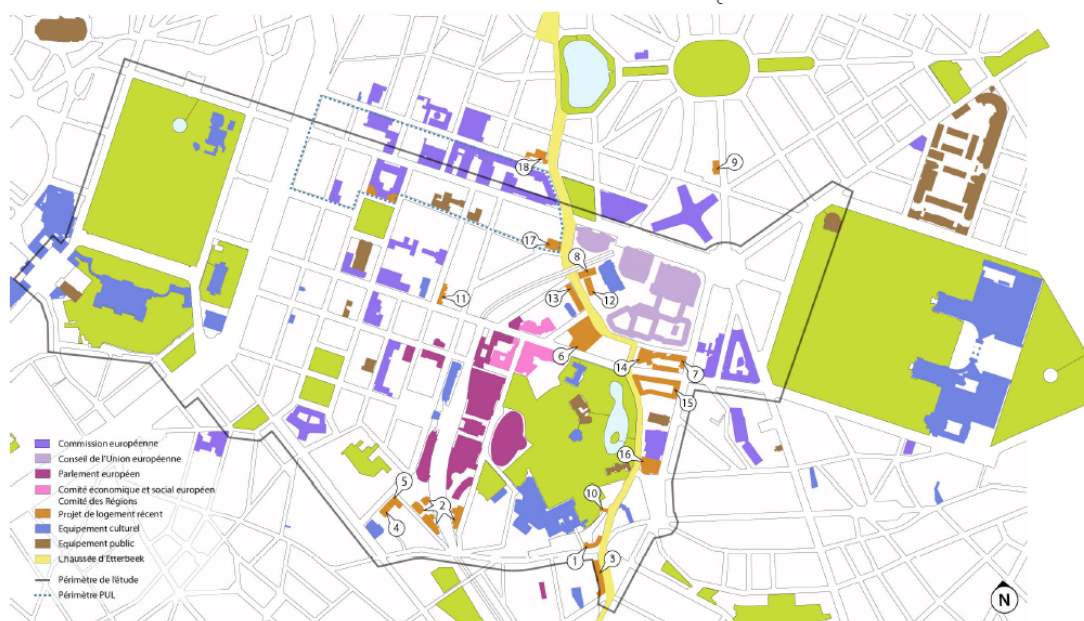 18
9
17
8
11
13
12
6
14
7
15
16
5
2
10
4
1
3
Commission européenne
Conseil de l'Union européenne
Parlement européen
Comité économique et social européen
Comité des Régions
Projet de logement récent
Equipement culturel
Equipement public
Chaussée d'Etterbeek
Périmètre de l'étude
Périmètre PUL
N